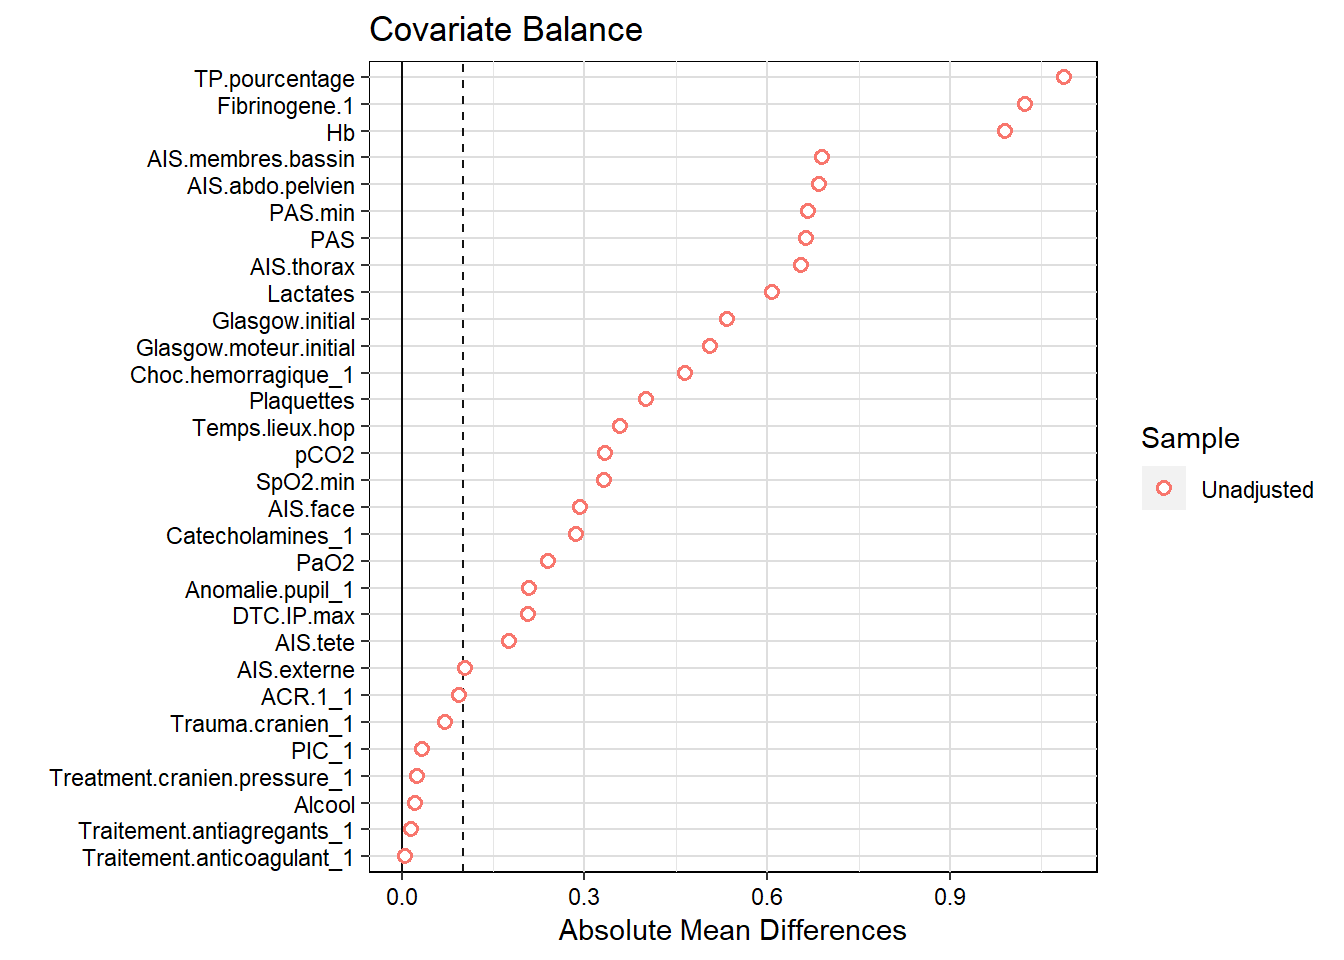 Covariate Balance
TP.pourcentage
Fibrinogene.1
Hb
AIS.membres.bassin
AIS.abdo.pelvien
PAS.min
PAS
AIS.thorax
Lactates
Glasgow.initial
Glasgow.moteur.initial
Choc.hemorragique_1
Plaquettes
Temps.lieux.hop
pCO2
SpO2.min
AIS.face
Catecholamines_1
PaO2
Anomalie.pupil_1
DTC.IP.max
AIS.tete
AIS.externe
ACR.1_1
Trauma.cranien_1
PIC_1
Treatment.cranien.pressure_1
Alcool
Traitement.antiagregants_1
Traitement.anticoagulant_1
0.0 0.3 0.6 0.9
Absolute Mean Differences
Sample
Unadjusted